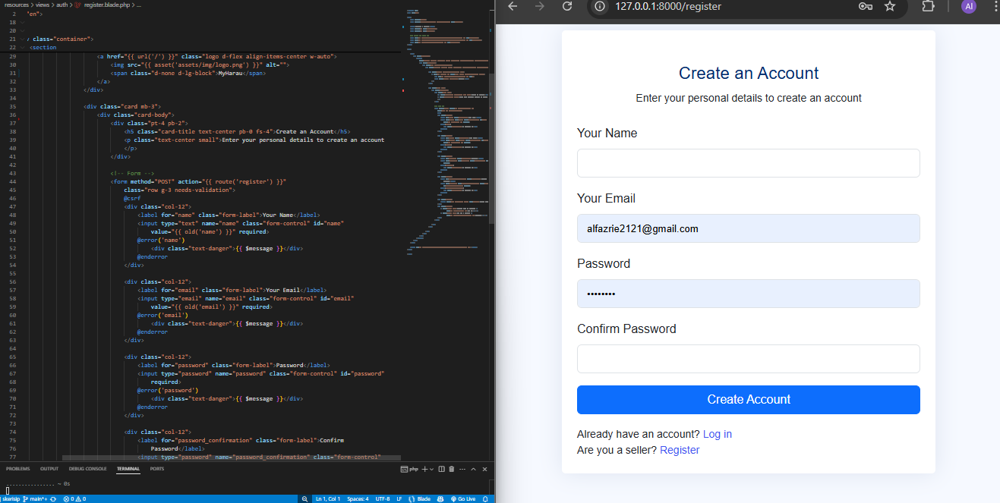 resources > views > auth > register.blade.php > ...
2 "en">
18
20
21 / class="container">
22 <section
29 <a href="{{ url('/') }}" class="logo d-flex align-items-center w-auto">
30 <img src="{{ asset('assets/img/logo.png') }}" alt="">
31 <span class="d-none d-lg-block">MyHarau</span>
32 </a>
33 </div>
34
35 <div class="card mb-3">
36 <div class="card-body">
37 <div class="pt-4 pb-2">
38 <h5 class="card-title text-center pb-0 fs-4">Create an Account</h5>
39 <p class="text-center small">Enter your personal details to create an account
40 </p>
41 </div>
42
43 <!-- Form -->
44 <form method="POST" action="{{ route('register') }}"
45 class="row g-3 needs-validation">
46 @csrf
47 <div class="col-12">
48 <label for="name" class="form-label">Your Name</label>
49 <input type="text" name="name" class="form-control" id="name"
50 value="{{ old('name') }}" required>
51 @error('name')
52 <div class="text-danger">{{ $message }}</div>
53 @enderror
54 </div>
55
56 <div class="col-12">
57 <label for="email" class="form-label">Your Email</label>
58 <input type="email" name="email" class="form-control" id="email"
59 value="{{ old('email') }}" required>
60 @error('email')
61 <div class="text-danger">{{ $message }}</div>
62 @enderror
63 </div>
64
65 <div class="col-12">
66 <label for="password" class="form-label">Password</label>
67 <input type="password" name="password" class="form-control" id="password"
68 required>
69 @error('password')
70 <div class="text-danger">{{ $message }}</div>
71 @enderror
72 </div>
73
74 <div class="col-12">
75 <label for="password_confirmation" class="form-label">Confirm
76 Password</label>
77 <input type="password" name="password_confirmation" class="form-control"
PROBLEMS OUTPUT DEBUG CONSOLE TERMINAL PORTS php
................ ~ 0s
skerisip main*+ 0 0 Ln 1, Col 1 Spaces: 4 UTF-8 LF Blade Go Live
127.0.0.1:8000/register AI
Create an Account
Enter your personal details to create an account
Your Name
Your Email
alfazrie2121@gmail.com
Password
••••••••
Confirm Password
Create Account
Already have an account? Log in
Are you a seller? Register